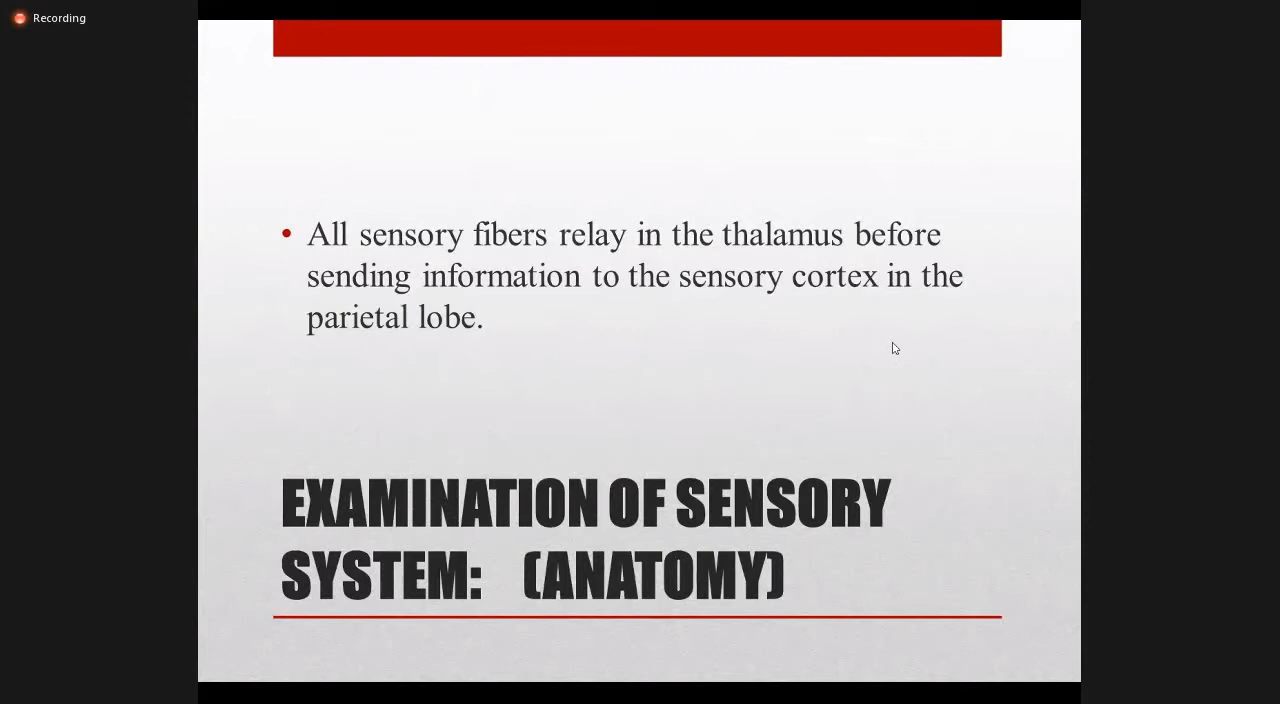 Recording
• All sensory fibers relay in the thalamus before
sending information to the sensory cortex in the
parietal lobe.
EXAMINATION OF SENSORY
SYSTEM: (ANATOMY)